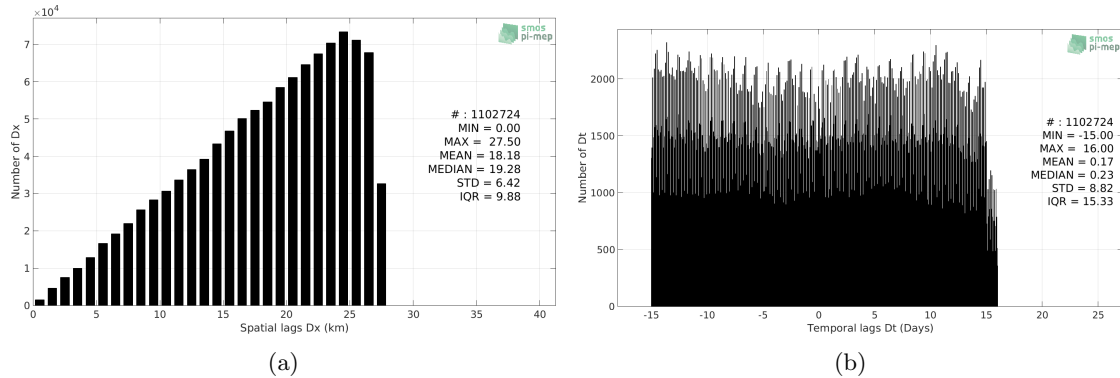 ×10⁴
7
6
5
4
3
2
1
0
Number of Dx
0 5 10 15 20 25 30 35 40
Spatial lags Dx (km)
smos
pi-mep
# : 1102724
MIN = 0.00
MAX = 27.50
MEAN = 18.18
MEDIAN = 19.28
STD = 6.42
IQR = 9.88
(a)
2000
1500
1000
500
0
Number of Dt
-15 -10 -5 0 5 10 15 20 25
Temporal lags Dt (Days)
smos
pi-mep
# : 1102724
MIN = -15.00
MAX = 16.00
MEAN = 0.17
MEDIAN = 0.23
STD = 8.82
IQR = 15.33
(b)